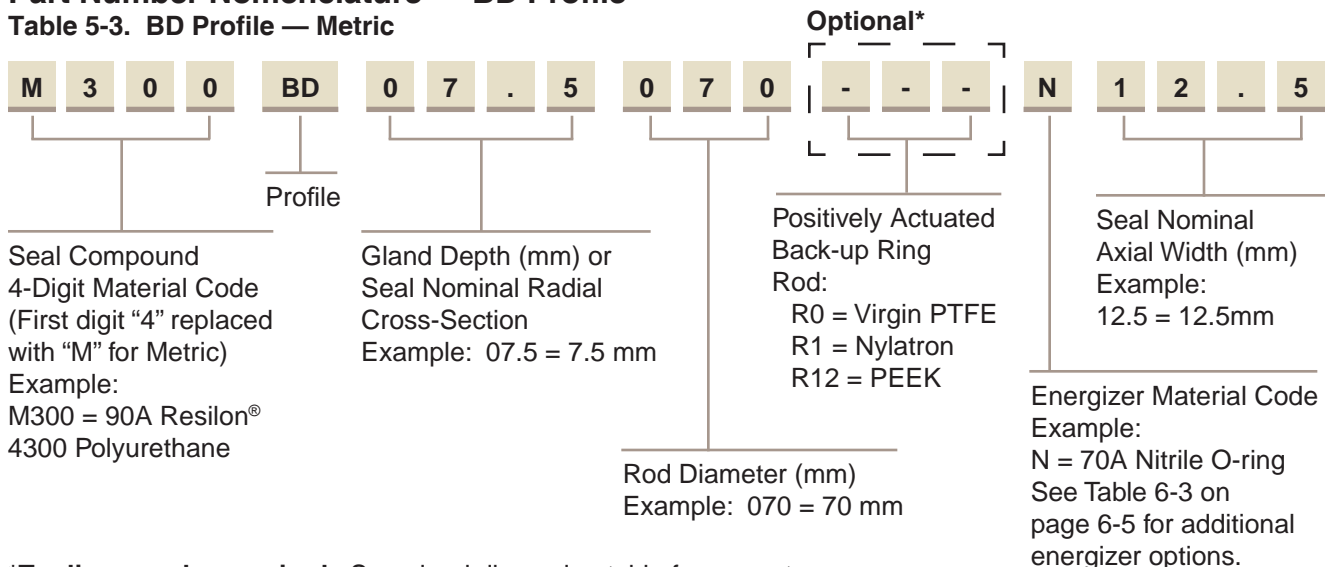 Part Number Nomenclature — BD Profile
Table 5-3. BD Profile — Metric
Optional*
M 3 0 0 BD 0 7 . 5 0 7 0 - - - N 1 2 . 5
Profile
Seal Compound
4-Digit Material Code
(First digit “4” replaced
with “M” for Metric)
Example:
M300 = 90A Resilon®
4300 Polyurethane
Gland Depth (mm) or
Seal Nominal Radial
Cross-Section
Example: 07.5 = 7.5 mm
Rod Diameter (mm)
Example: 070 = 70 mm
Positively Actuated
Back-up Ring
Rod:
R0 = Virgin PTFE
R1 = Nylatron
R12 = PEEK
Energizer Material Code
Example:
N = 70A Nitrile O-ring
See Table 6-3 on
page 6-5 for additional
energizer options.
Seal Nominal
Axial Width (mm)
Example:
12.5 = 12.5mm